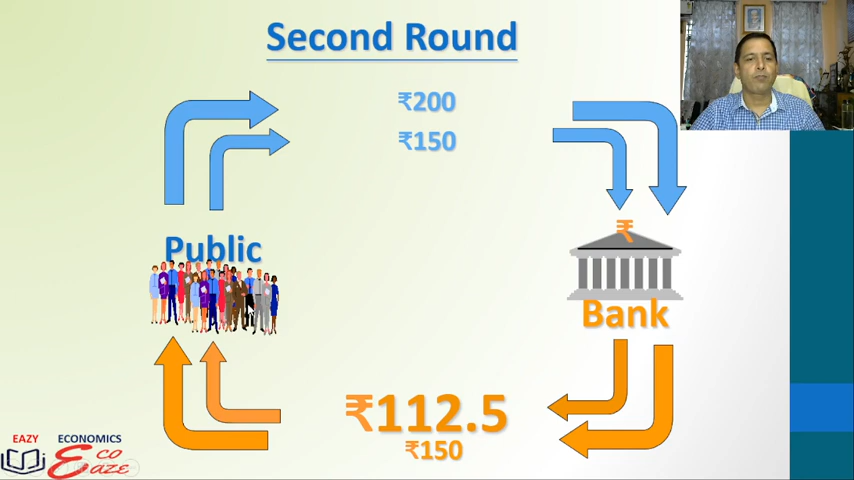 Second Round
₹200
₹150
Public
₹
Bank
₹112.5
₹150
EAZY ECONOMICS
Eco
Eaze